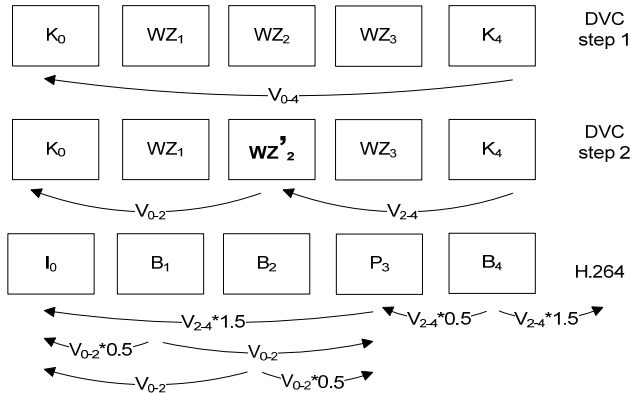 K0 WZ1 WZ2 WZ3 K4 DVC step 1
V0-4
K0 WZ1 WZ’2 WZ3 K4 DVC step 2
V0-2 V2-4
I0 B1 B2 P3 B4 H.264
V2-4*1.5 V2-4*0.5 V2-4*1.5
V0-2*0.5 V0-2
V0-2 V0-2*0.5